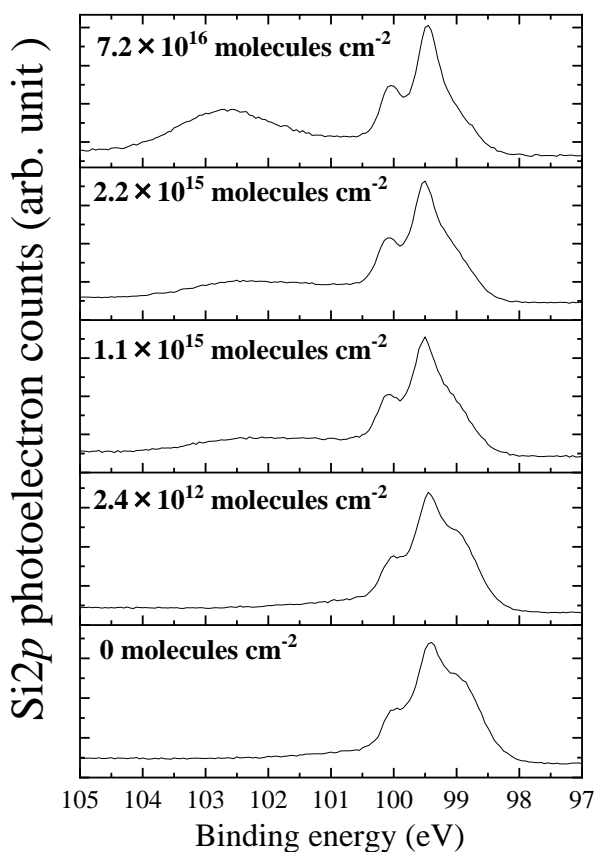 Si2p photoelectron counts (arb. unit )
7.2 × 10¹⁶ molecules cm⁻²
2.2 × 10¹⁵ molecules cm⁻²
1.1 × 10¹⁵ molecules cm⁻²
2.4 × 10¹² molecules cm⁻²
0 molecules cm⁻²
105 104 103 102 101 100 99 98 97
Binding energy (eV)